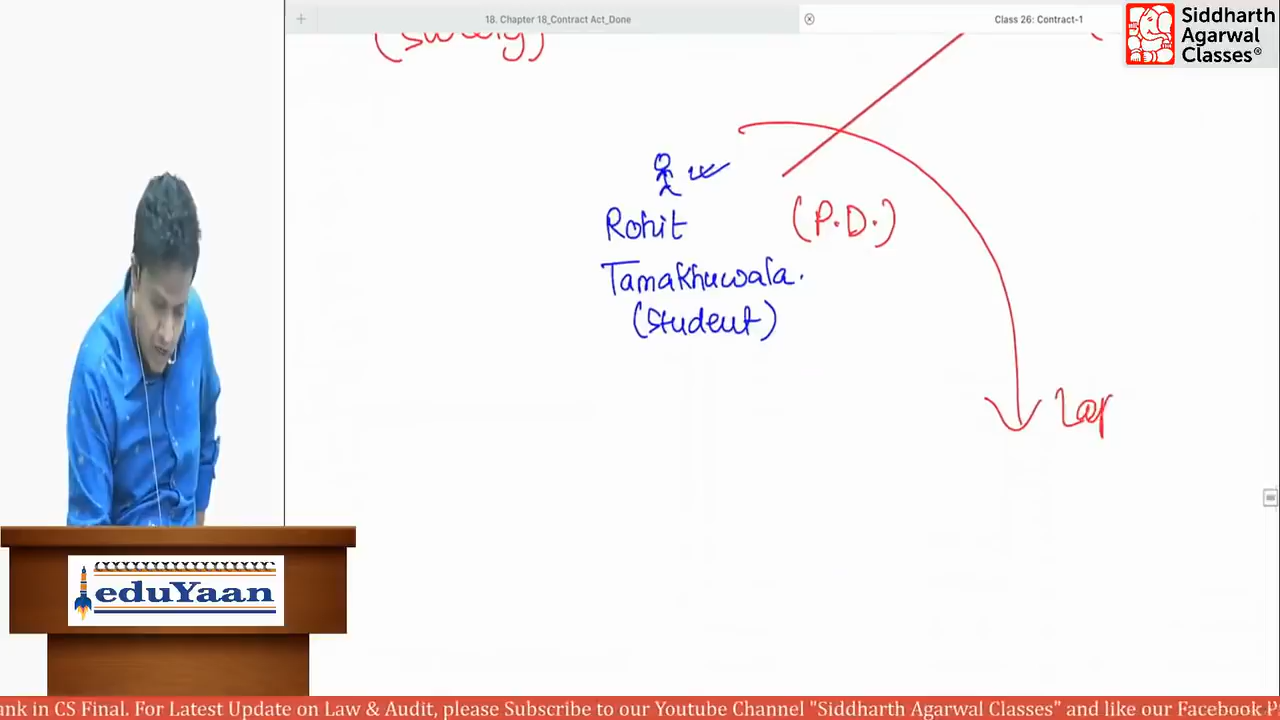 18. Chapter 18_Contract Act_Done
Class 26: Contract-1
Siddharth
Agarwal
Classes®
Rohit
(P.D.)
Tamakhuwala.
(Student)
eduYaan
ank in CS Final. For Latest Update on Law & Audit, please Subscribe to our Youtube Channel "Siddharth Agarwal Classes" and like our Facebook P